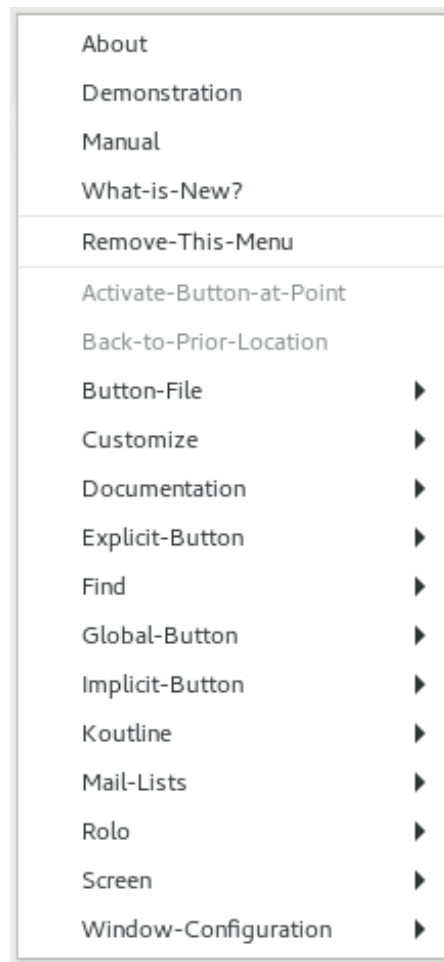 About
Demonstration
Manual
What-is-New?
Remove-This-Menu
Activate-Button-at-Point
Back-to-Prior-Location
Button-File
Customize
Documentation
Explicit-Button
Find
Global-Button
Implicit-Button
Koutline
Mail-Lists
Rolo
Screen
Window-Configuration